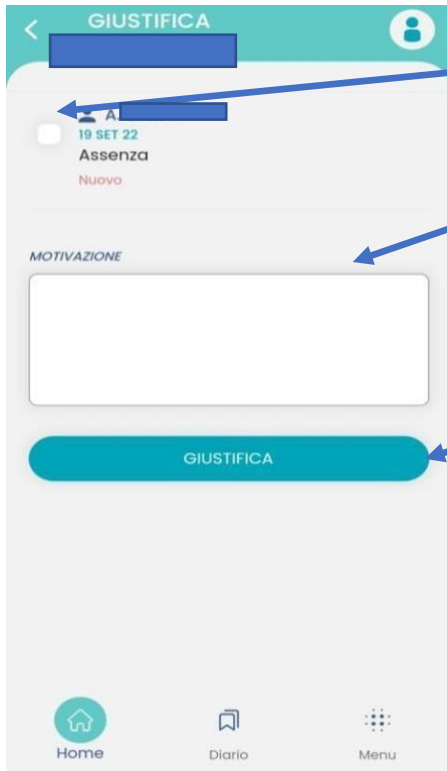 GIUSTIFICA
A.
19 SET 22
Assenza
Nuovo
MOTIVAZIONE
GIUSTIFICA
Home
Diario
Menu